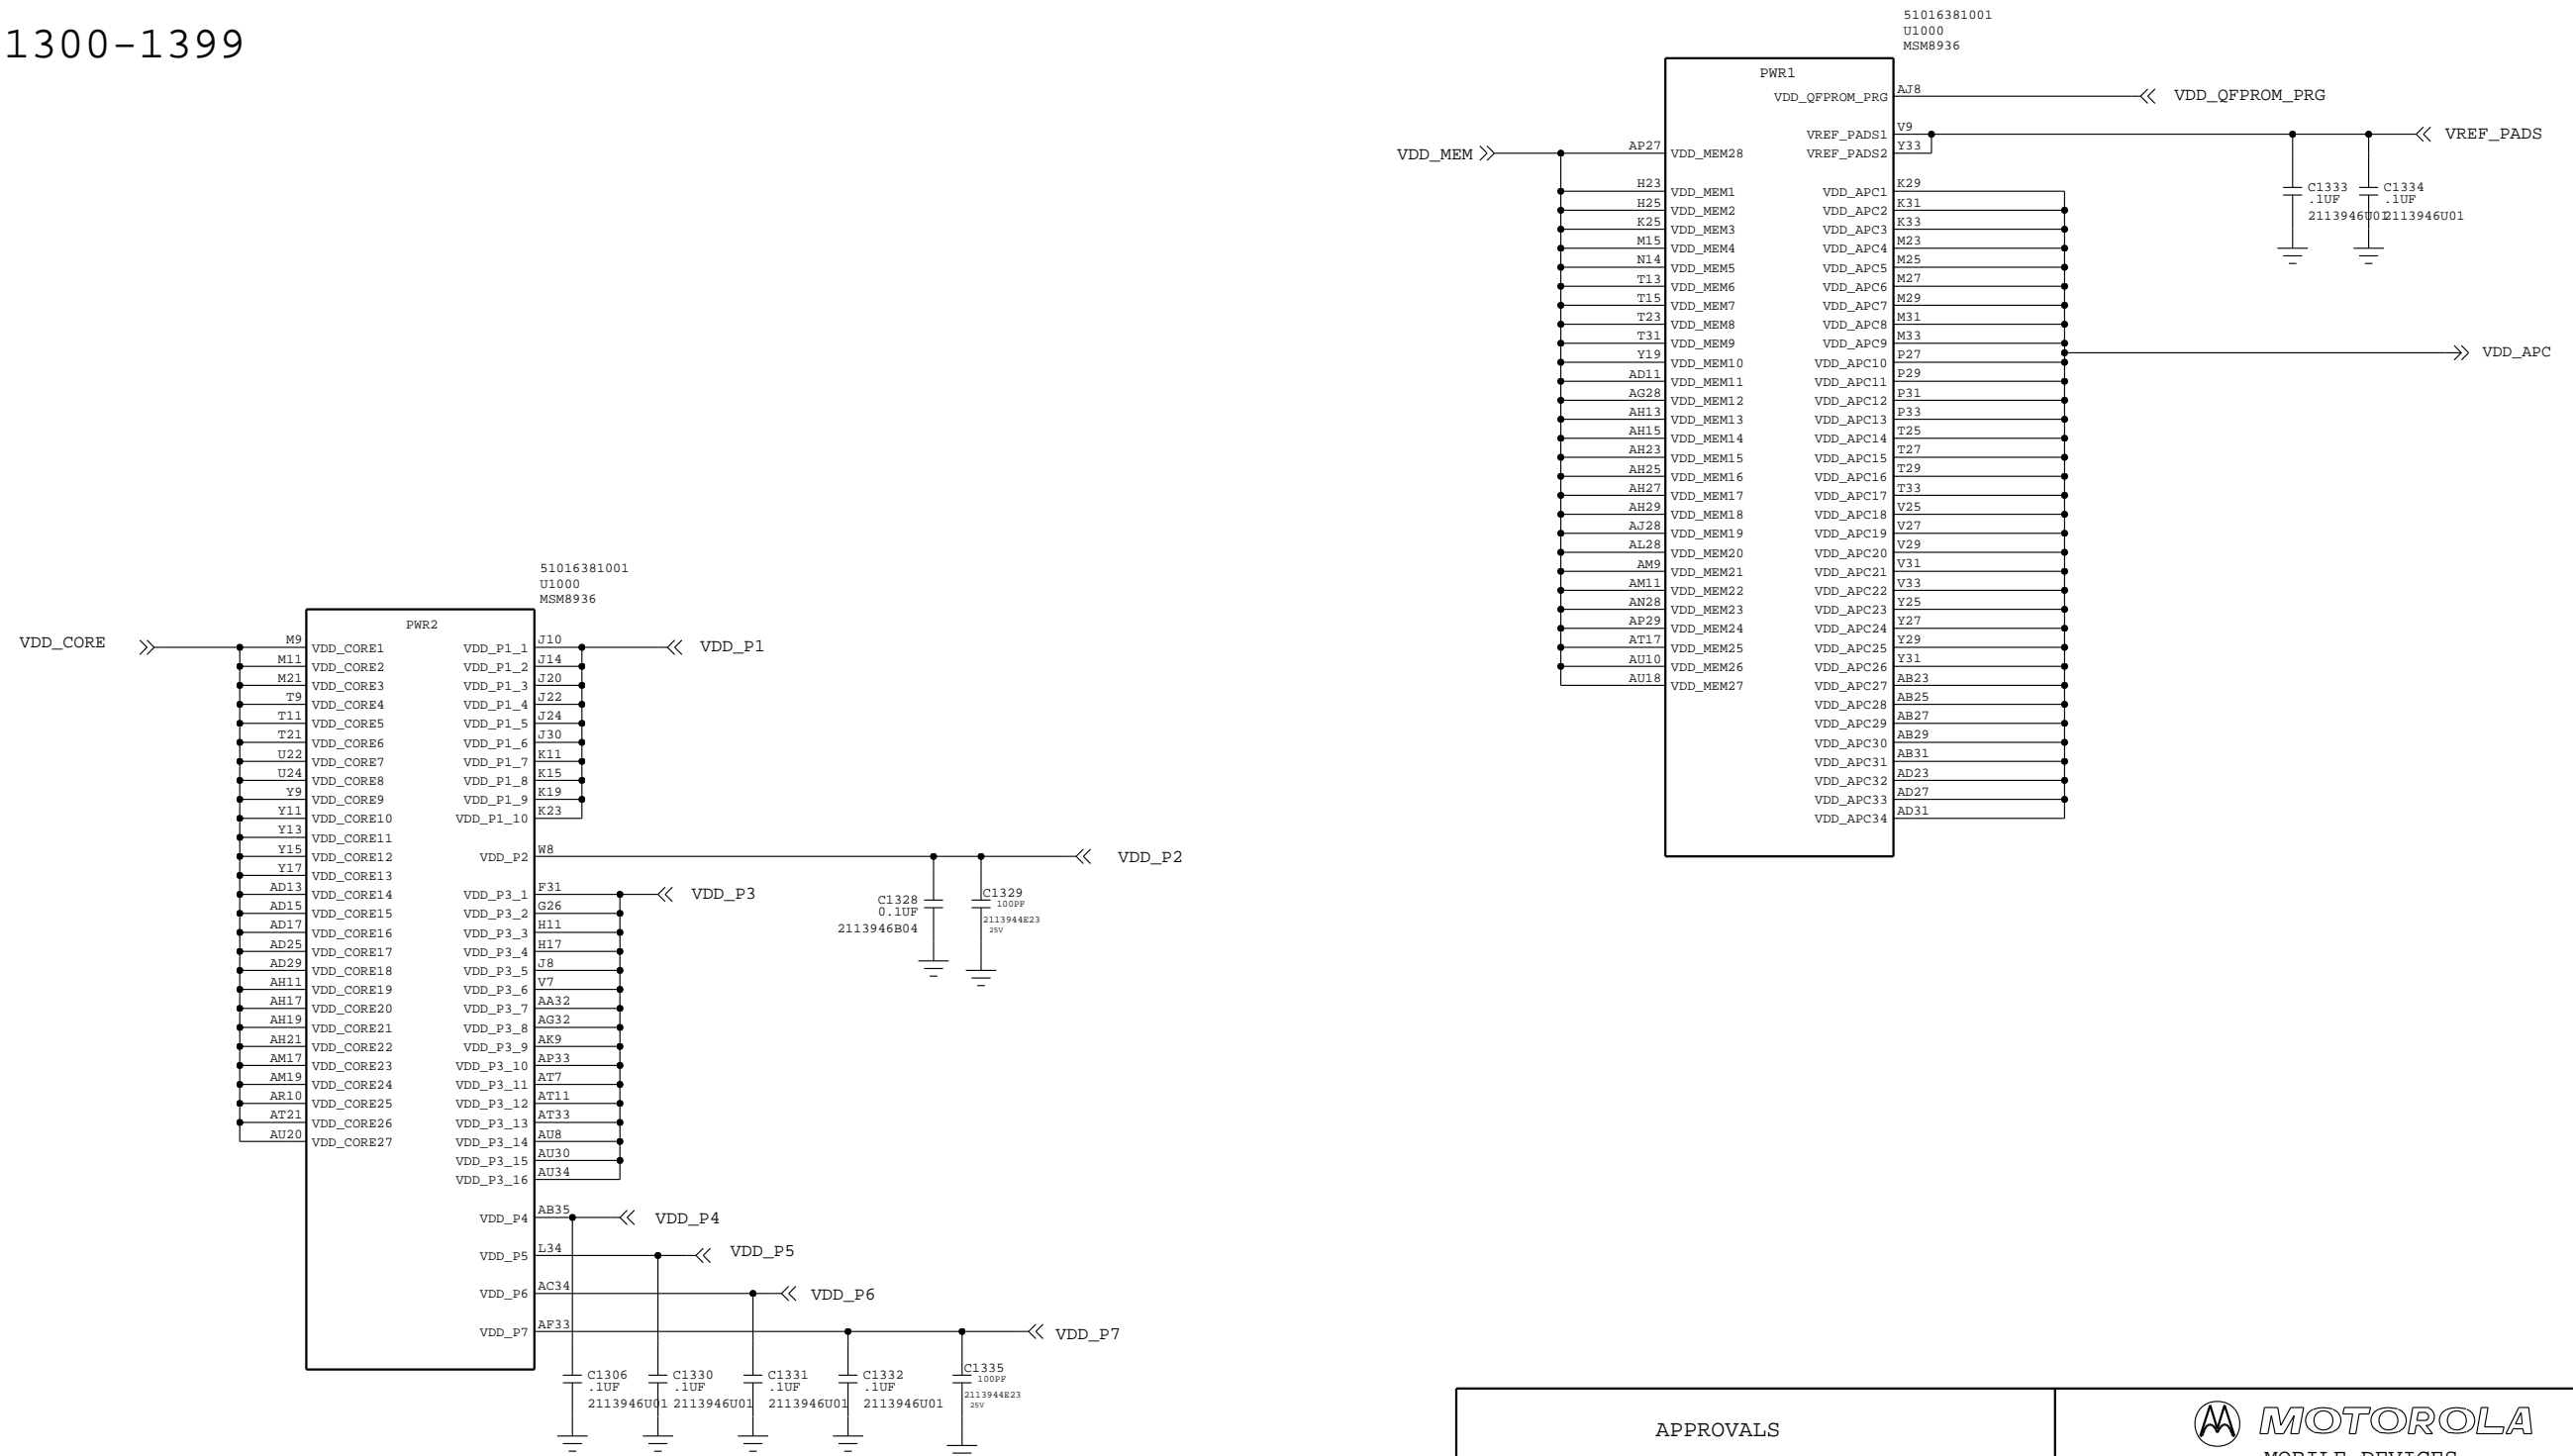 1300-1399
51016381001
U1000
MSM8936
PWR1
VDD_QFPROM_PRG AJ8 VDD_QFPROM_PRG
VREF_PADS1 V9 VREF_PADS
VDD_MEM AP27 VDD_MEM28 VREF_PADS2 Y33
H23 VDD_MEM1 VDD_APC1 K29
H25 VDD_MEM2 VDD_APC2 K31
K25 VDD_MEM3 VDD_APC3 K33
M15 VDD_MEM4 VDD_APC4 M23
N14 VDD_MEM5 VDD_APC5 M25
T13 VDD_MEM6 VDD_APC6 M27
T15 VDD_MEM7 VDD_APC7 M29
T23 VDD_MEM8 VDD_APC8 M31
T31 VDD_MEM9 VDD_APC9 M33
Y19 VDD_MEM10 VDD_APC10 P27
AD11 VDD_MEM11 VDD_APC11 P29
AG28 VDD_MEM12 VDD_APC12 P31
AH13 VDD_MEM13 VDD_APC13 P33
AH15 VDD_MEM14 VDD_APC14 T25
AH23 VDD_MEM15 VDD_APC15 T27
AH25 VDD_MEM16 VDD_APC16 T29
AH27 VDD_MEM17 VDD_APC17 T33
AH29 VDD_MEM18 VDD_APC18 V25
AJ28 VDD_MEM19 VDD_APC19 V27
AL28 VDD_MEM20 VDD_APC20 V29
AM9 VDD_MEM21 VDD_APC21 V31
AM11 VDD_MEM22 VDD_APC22 V33
AN28 VDD_MEM23 VDD_APC23 Y25
AP29 VDD_MEM24 VDD_APC24 Y27
AT17 VDD_MEM25 VDD_APC25 Y29
AU10 VDD_MEM26 VDD_APC26 Y31
AU18 VDD_MEM27 VDD_APC27 AB23
VDD_APC28 AB25
VDD_APC29 AB27
VDD_APC30 AB29
VDD_APC31 AB31
VDD_APC32 AD23
VDD_APC33 AD27
VDD_APC34 AD31
VDD_APC
C1333
.1UF
2113946U01
C1334
.1UF
2113946U01
51016381001
U1000
MSM8936
PWR2
VDD_CORE M9 VDD_CORE1 VDD_P1_1 J10 VDD_P1
M11 VDD_CORE2 VDD_P1_2 J14
M21 VDD_CORE3 VDD_P1_3 J20
T9 VDD_CORE4 VDD_P1_4 J22
T11 VDD_CORE5 VDD_P1_5 J24
T21 VDD_CORE6 VDD_P1_6 J30
U22 VDD_CORE7 VDD_P1_7 K11
U24 VDD_CORE8 VDD_P1_8 K15
Y9 VDD_CORE9 VDD_P1_9 K19
Y11 VDD_CORE10 VDD_P1_10 K23
Y13 VDD_CORE11
Y15 VDD_CORE12 VDD_P2 W8 VDD_P2
Y17 VDD_CORE13
AD13 VDD_CORE14 VDD_P3_1 F31 VDD_P3
AD15 VDD_CORE15 VDD_P3_2 G26
AD17 VDD_CORE16 VDD_P3_3 H11
AD25 VDD_CORE17 VDD_P3_4 H17
AD29 VDD_CORE18 VDD_P3_5 J8
AH11 VDD_CORE19 VDD_P3_6 V7
AH17 VDD_CORE20 VDD_P3_7 AA32
AH19 VDD_CORE21 VDD_P3_8 AG32
AH21 VDD_CORE22 VDD_P3_9 AK9
AM17 VDD_CORE23 VDD_P3_10 AP33
AM19 VDD_CORE24 VDD_P3_11 AT7
AR10 VDD_CORE25 VDD_P3_12 AT11
AT21 VDD_CORE26 VDD_P3_13 AT33
AU20 VDD_CORE27 VDD_P3_14 AU8
VDD_P3_15 AU30
VDD_P3_16 AU34
VDD_P4 AB35 VDD_P4
VDD_P5 L34 VDD_P5
VDD_P6 AC34 VDD_P6
VDD_P7 AF33 VDD_P7
C1328
0.1UF
2113946B04
C1329
100PF
2113944E23
25V
C1306
.1UF
2113946U01
C1330
.1UF
2113946U01
C1331
.1UF
2113946U01
C1332
.1UF
2113946U01
C1335
100PF
2113944E23
25V
APPROVALS
MOTOROLA
MOBILE DEVICES